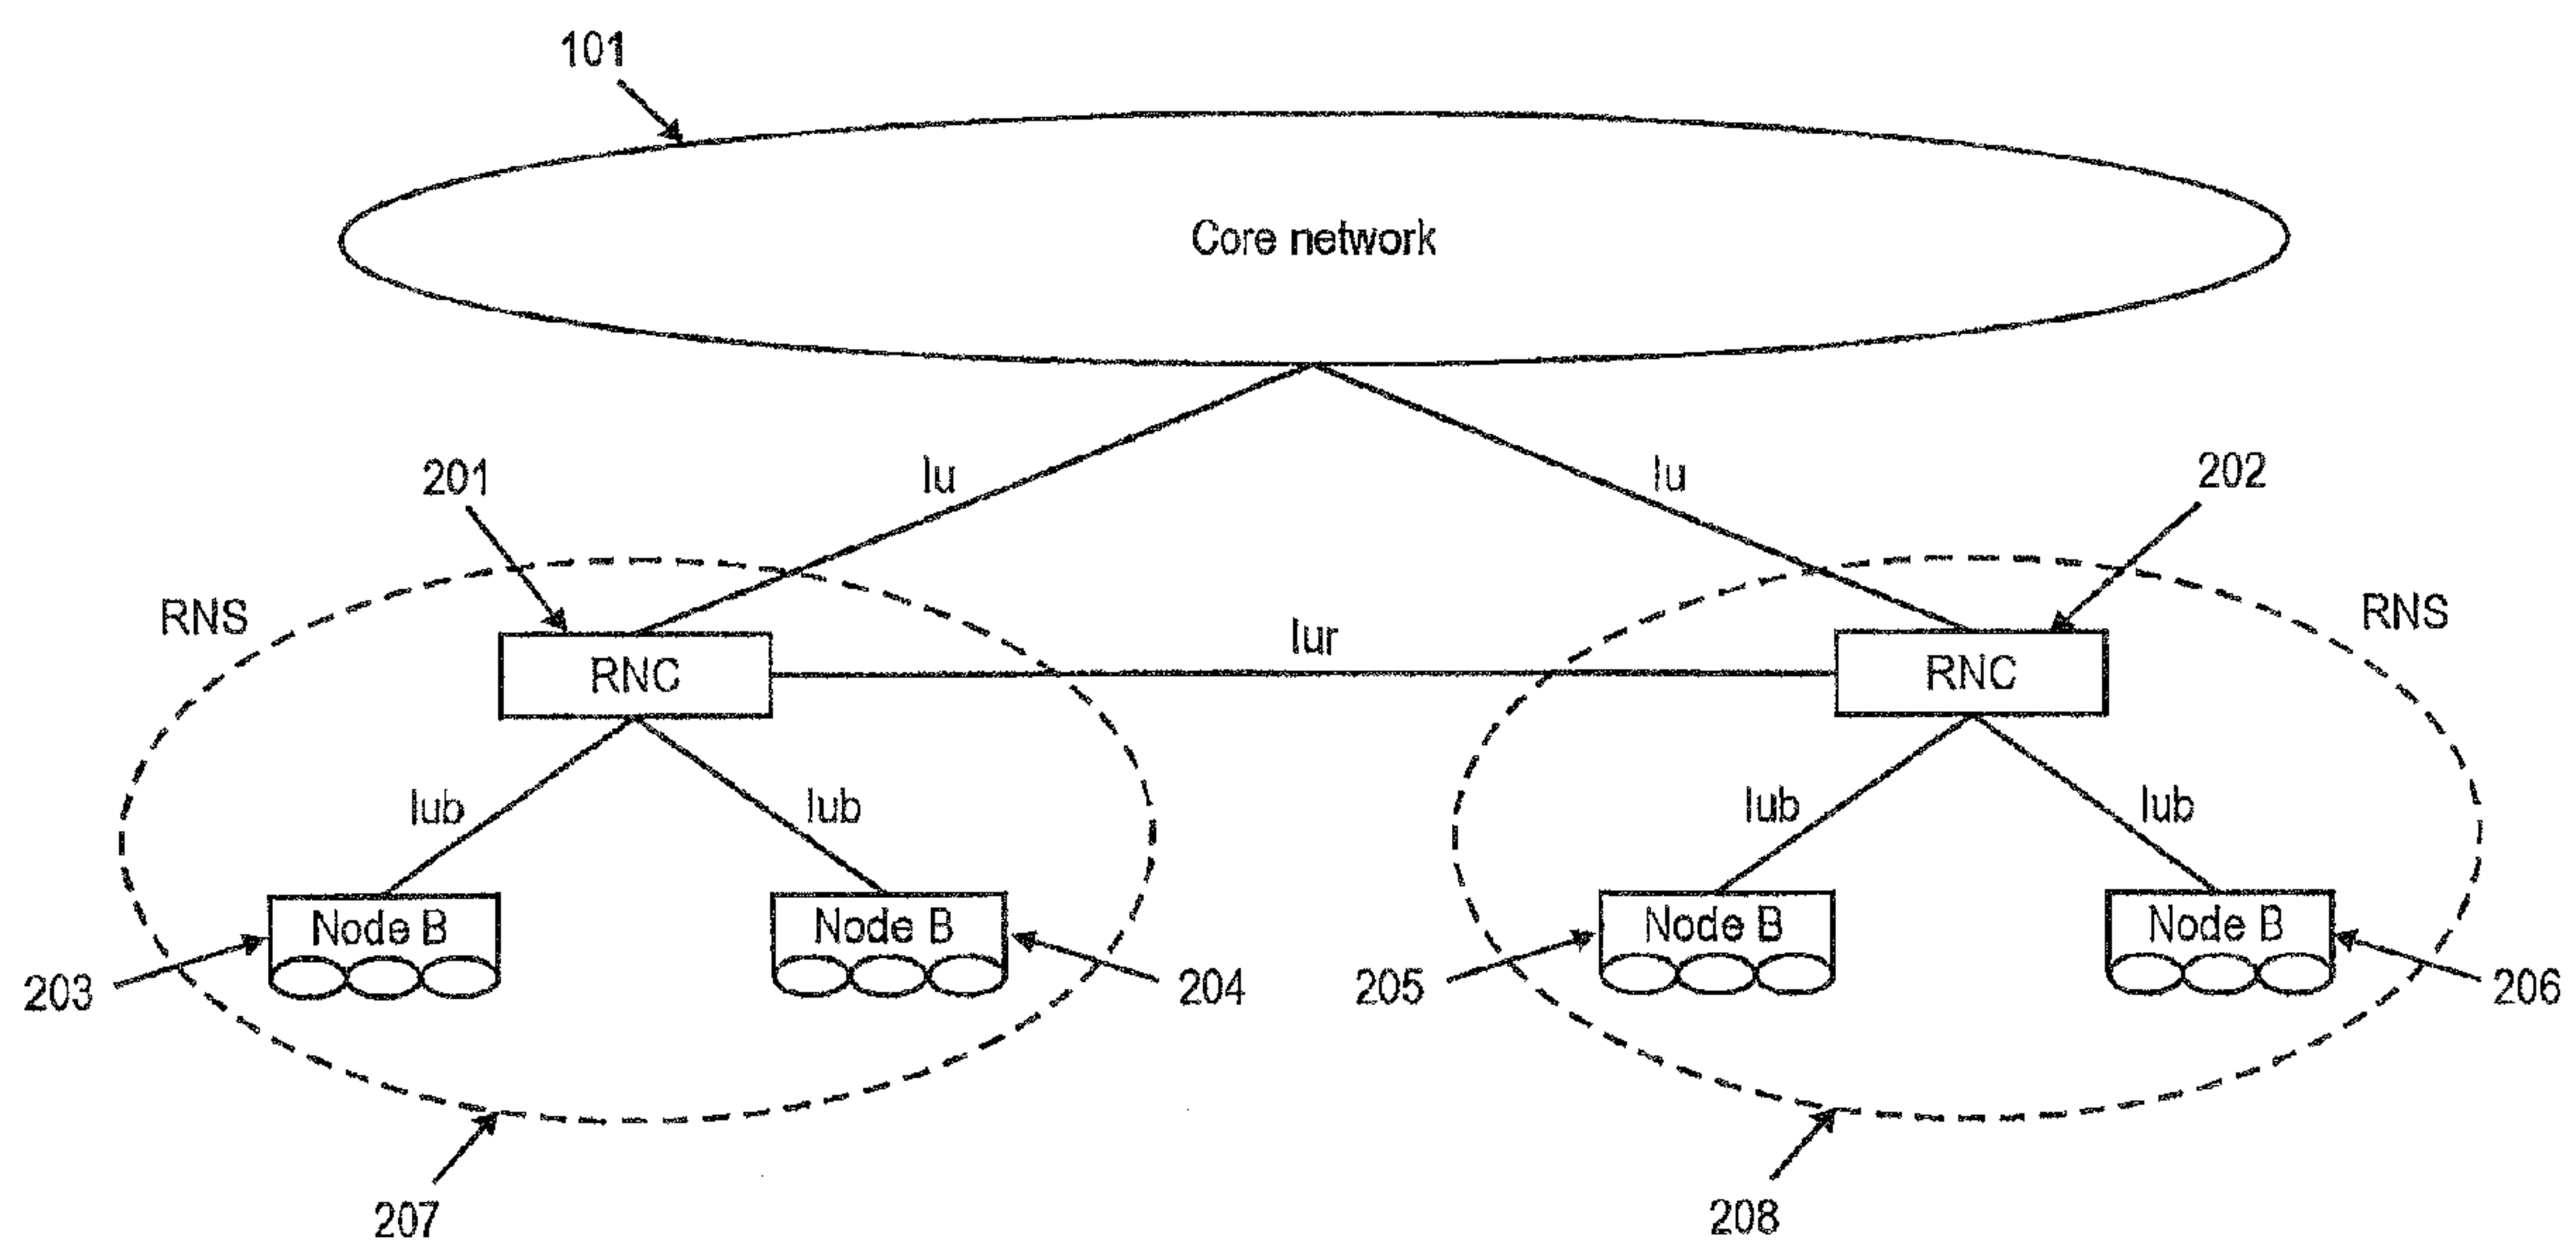 101
Core network
201
Iu
Iu
202
RNS
RNS
RNC
Iur
RNC
Iub
Iub
Iub
Iub
Node B
Node B
Node B
Node B
203
204
205
206
207
208